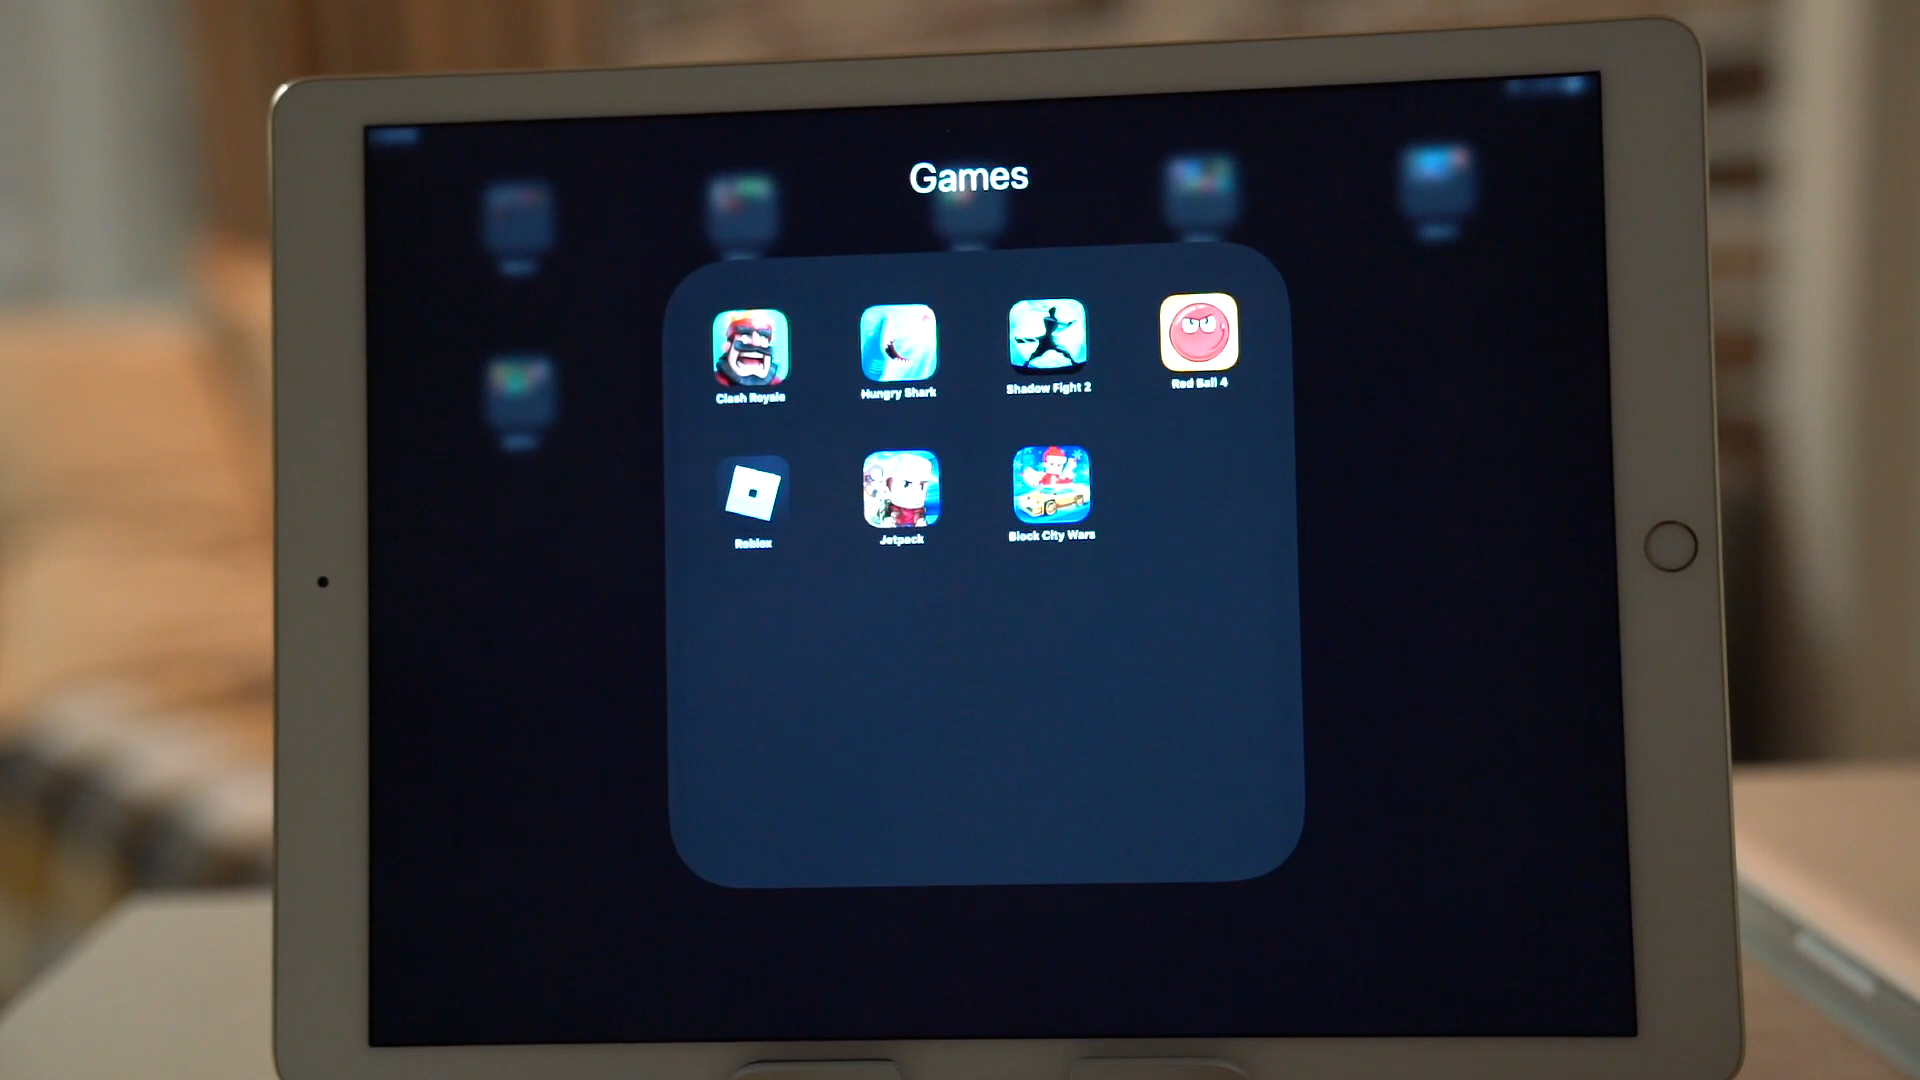 Games
Clash Royale
Hungry Shark
Shadow Fight 2
Red Ball 4
Roblox
Jetpack
Block City Wars